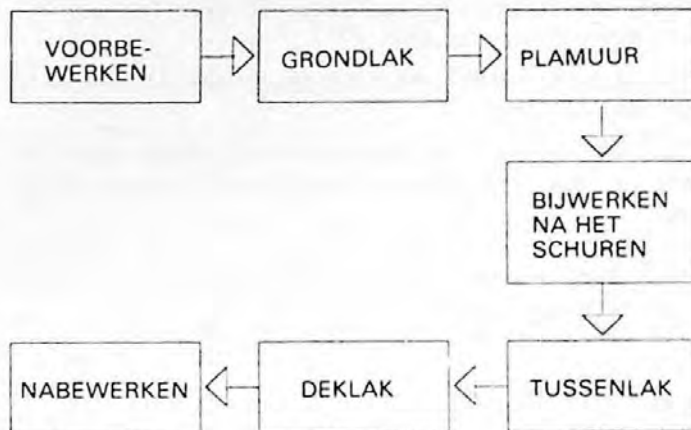 VOORBE-
WERKEN
GRONDLAK
PLAMUUR
BIJWERKEN
NA HET
SCHUREN
TUSSENLAK
DEKLAK
NABEWERKEN